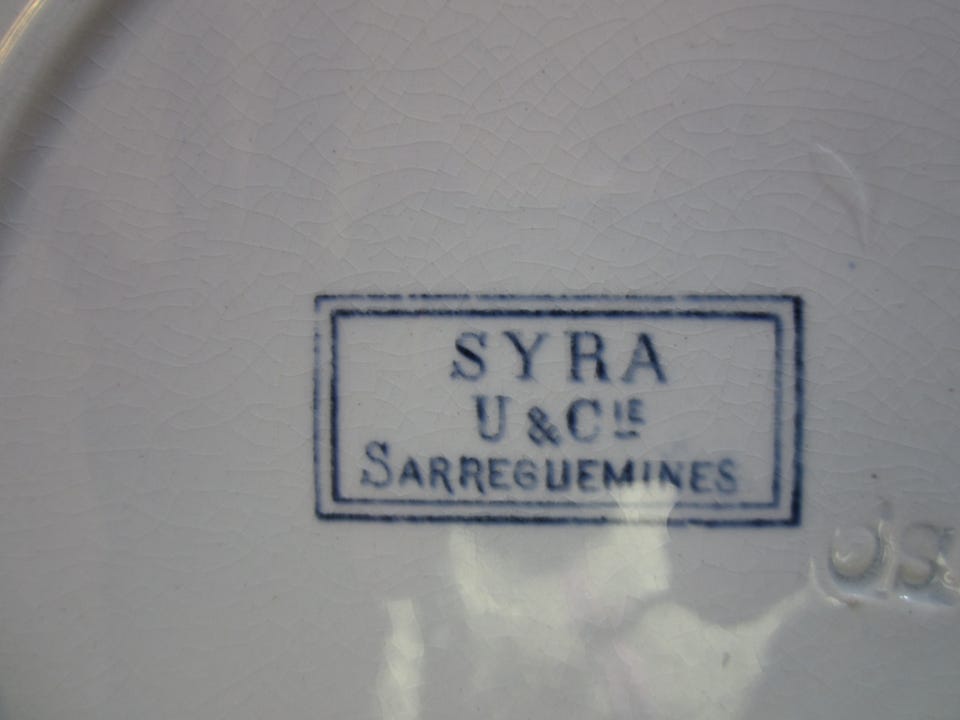 SYRA
U & CIE
SARREGUEMINES